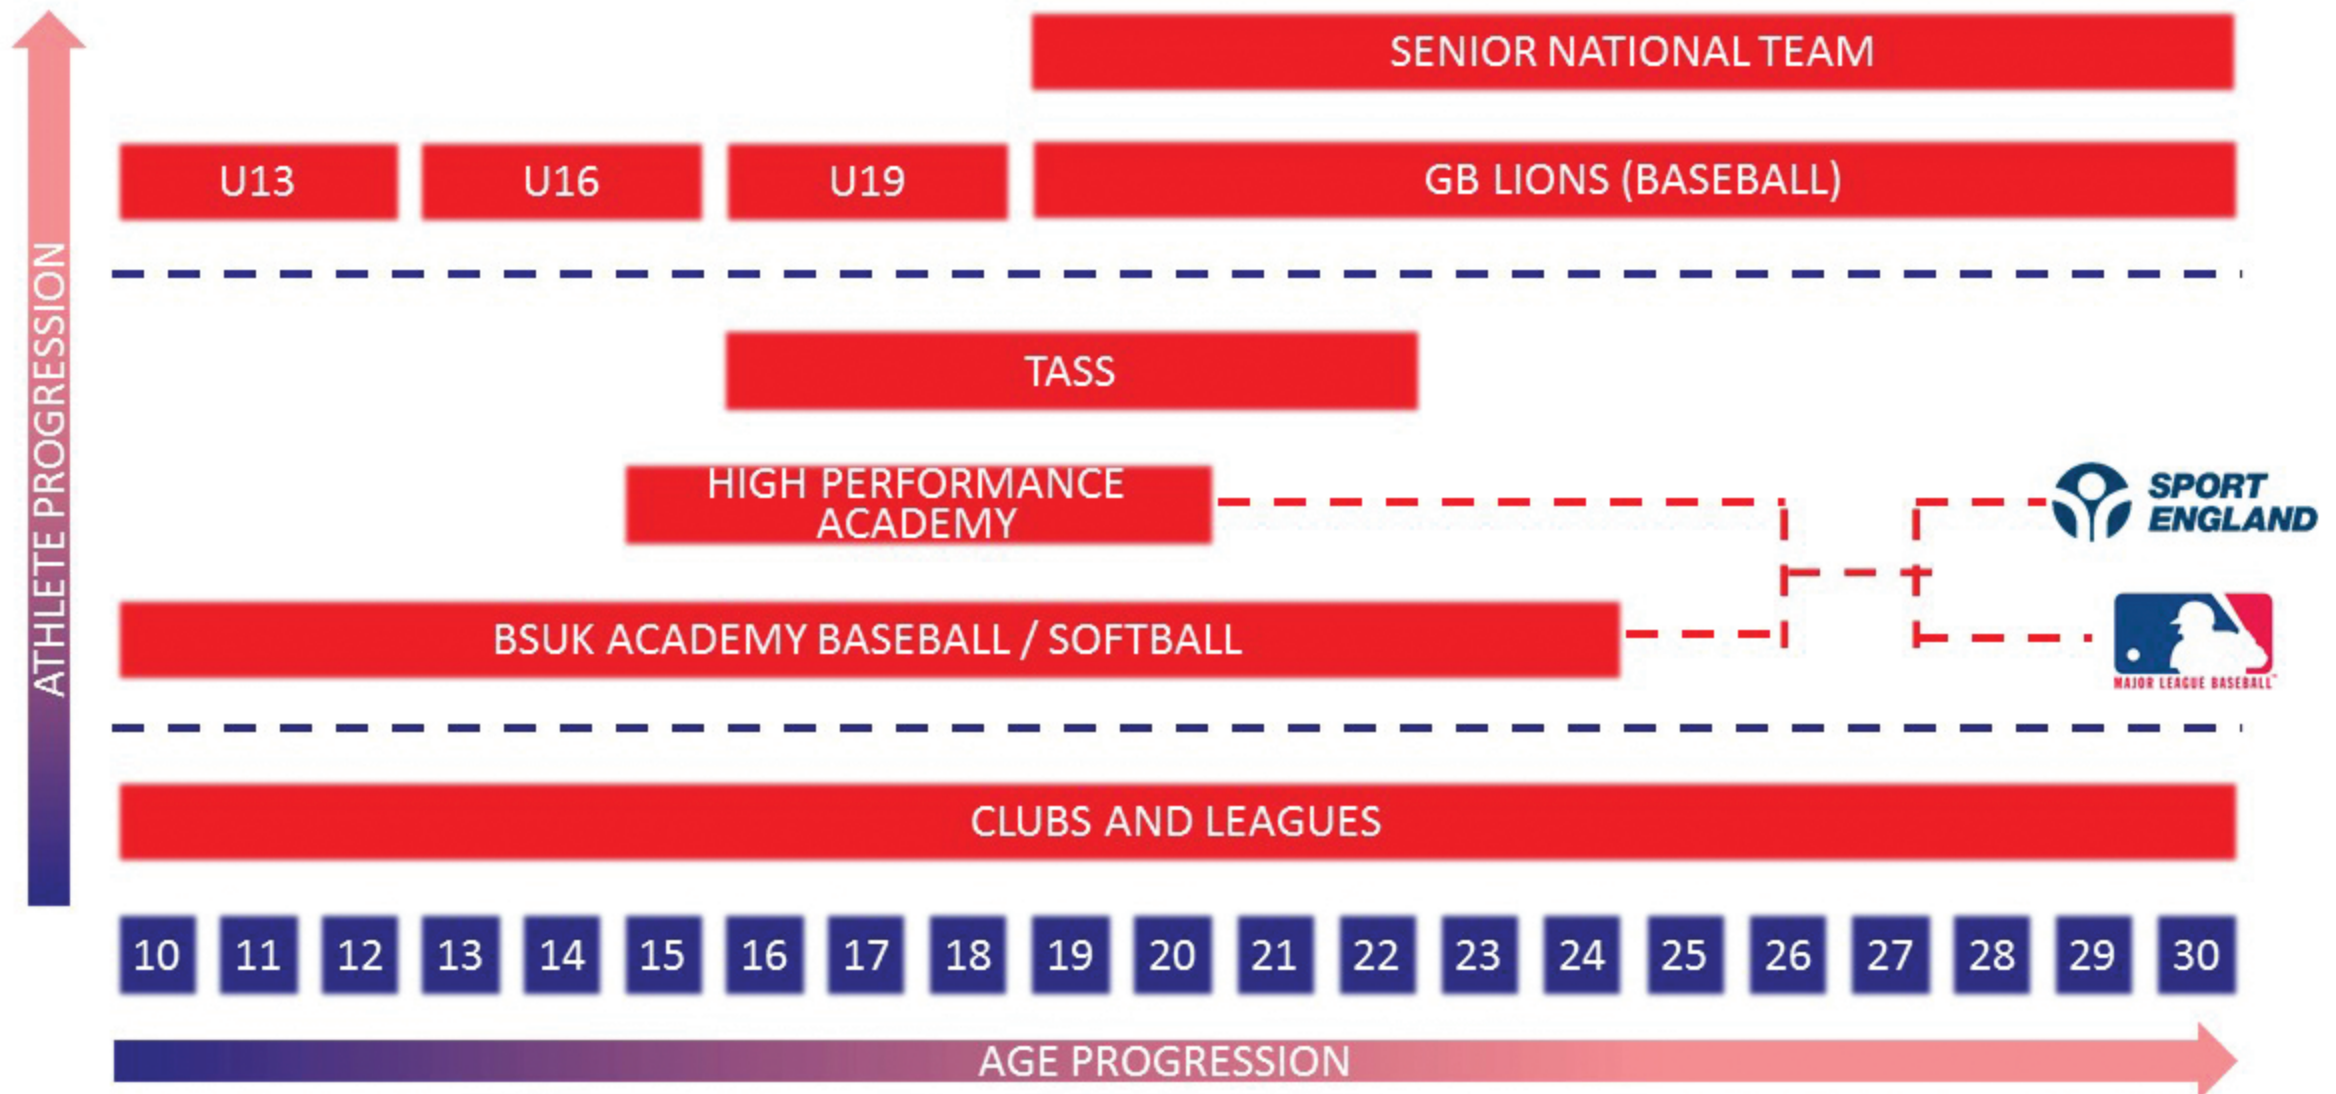 SENIOR NATIONAL TEAM
U13
U16
U19
GB LIONS (BASEBALL)
TASS
HIGH PERFORMANCE
ACADEMY
SPORT
ENGLAND
BSUK ACADEMY BASEBALL / SOFTBALL
MAJOR LEAGUE BASEBALL™
CLUBS AND LEAGUES
ATHLETE PROGRESSION
10 11 12 13 14 15 16 17 18 19 20 21 22 23 24 25 26 27 28 29 30
AGE PROGRESSION